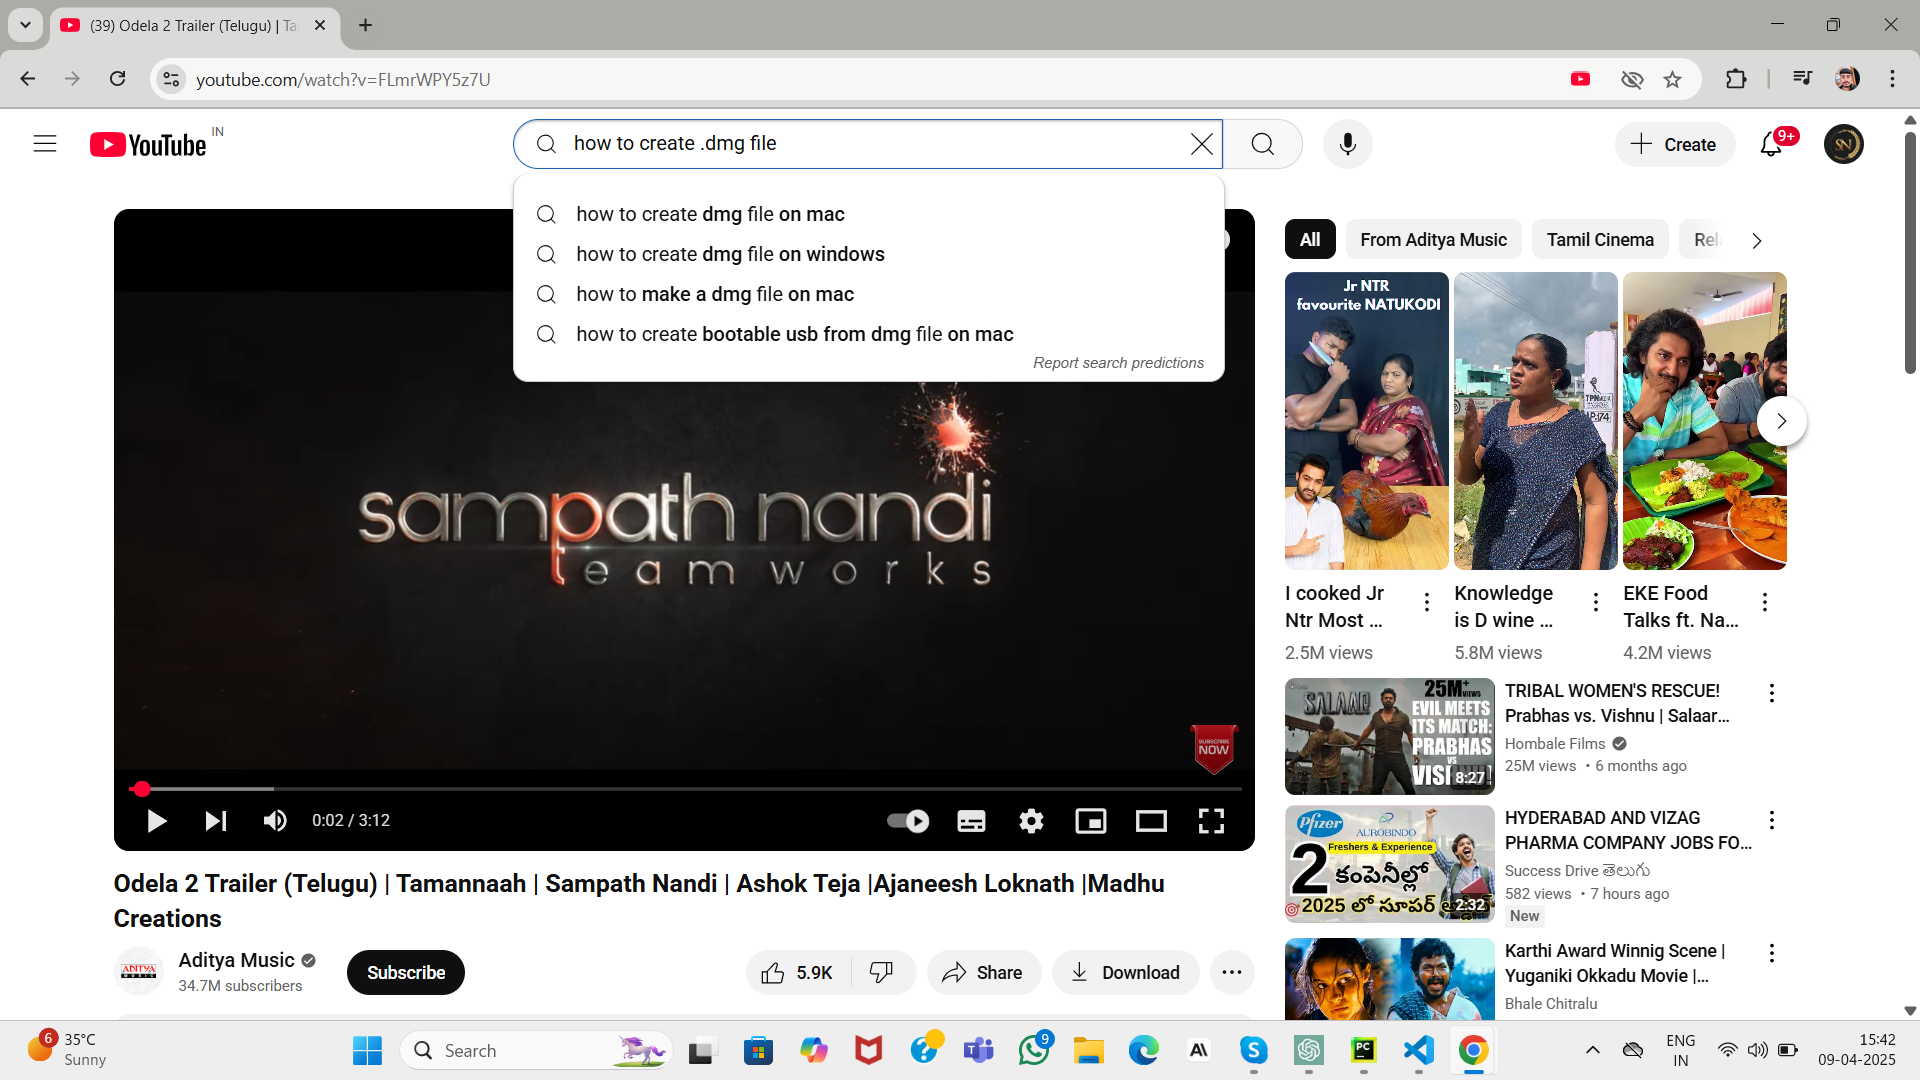 (39) Odela 2 Trailer (Telugu) | Ta
youtube.com/watch?v=FLmrWPY5z7U
YouTube IN
how to create .dmg file
Create
9+
SN
how to create dmg file on mac
how to create dmg file on windows
how to make a dmg file on mac
how to create bootable usb from dmg file on mac
Report search predictions
All
From Aditya Music
Tamil Cinema
Rel
sampath nandi
teamworks
SUBSCRIBE
NOW
0:02 / 3:12
Jr NTR
favourite NATUKODI
I cooked Jr
Ntr Most ...
2.5M views
Knowledge
is D wine ...
5.8M views
EKE Food
Talks ft. Na...
4.2M views
SALAAR
25M+
VIEWS
EVIL MEETS
ITS MATCH:
PRABHAS
VS
8:27
TRIBAL WOMEN'S RESCUE!
Prabhas vs. Vishnu | Salaar...
Hombale Films
25M views • 6 months ago
Pfizer
AUROBINDO
Freshers & Experience
2 కంపెనీల్లో
2025 లో సూపర్
2:32
HYDERABAD AND VIZAG
PHARMA COMPANY JOBS FO...
Success Drive తెలుగు
582 views • 7 hours ago
New
Karthi Award Winnig Scene |
Yuganiki Okkadu Movie |...
Bhale Chitralu
Odela 2 Trailer (Telugu) | Tamannaah | Sampath Nandi | Ashok Teja |Ajaneesh Loknath |Madhu
Creations
ADITYA
MUSIC
Aditya Music
34.7M subscribers
Subscribe
5.9K
Share
Download
6
35°C
Sunny
Search
9
PC
ENG
IN
15:42
09-04-2025